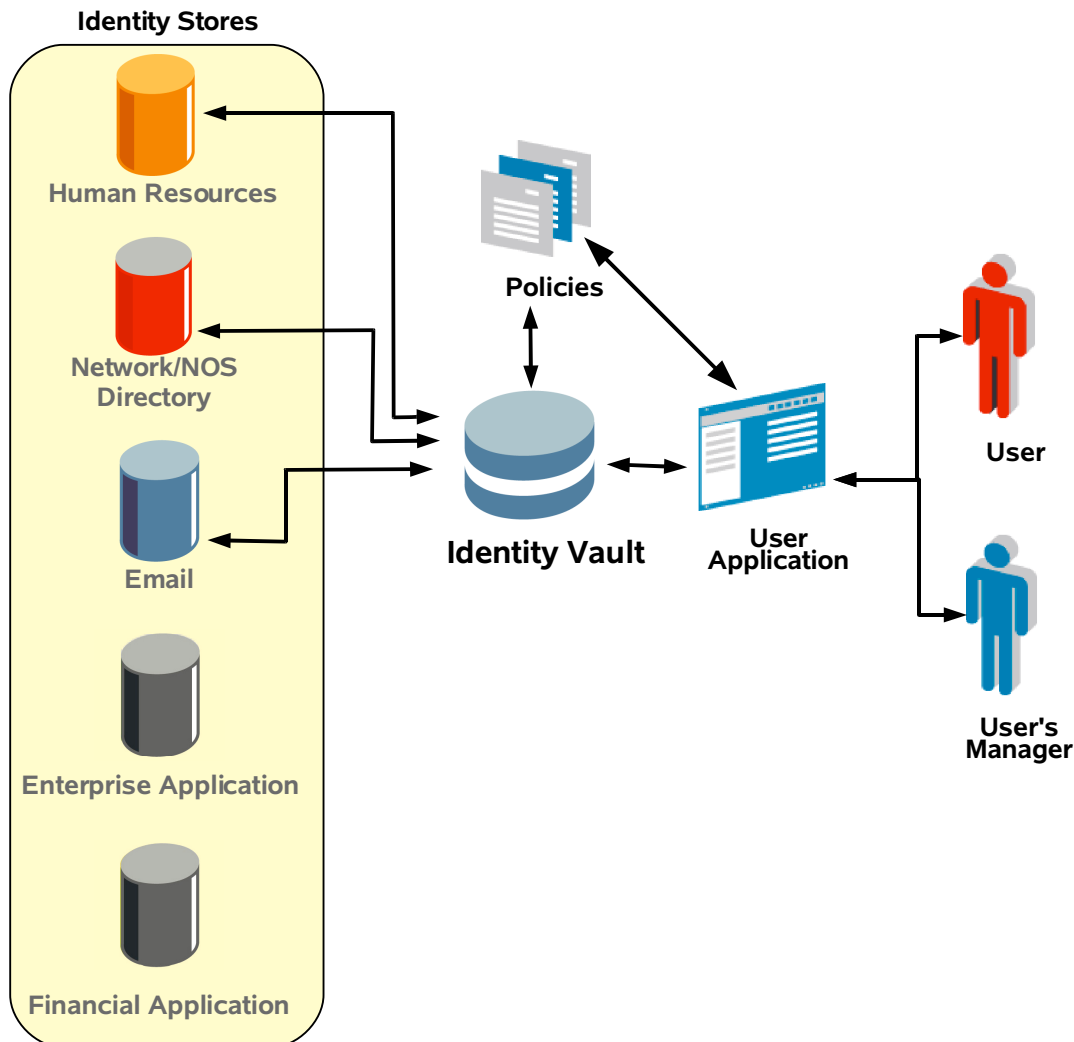 Identity Stores
Human Resources
Network/NOS
Directory
Email
Enterprise Application
Financial Application
Policies
Identity Vault
User
Application
User
User's
Manager